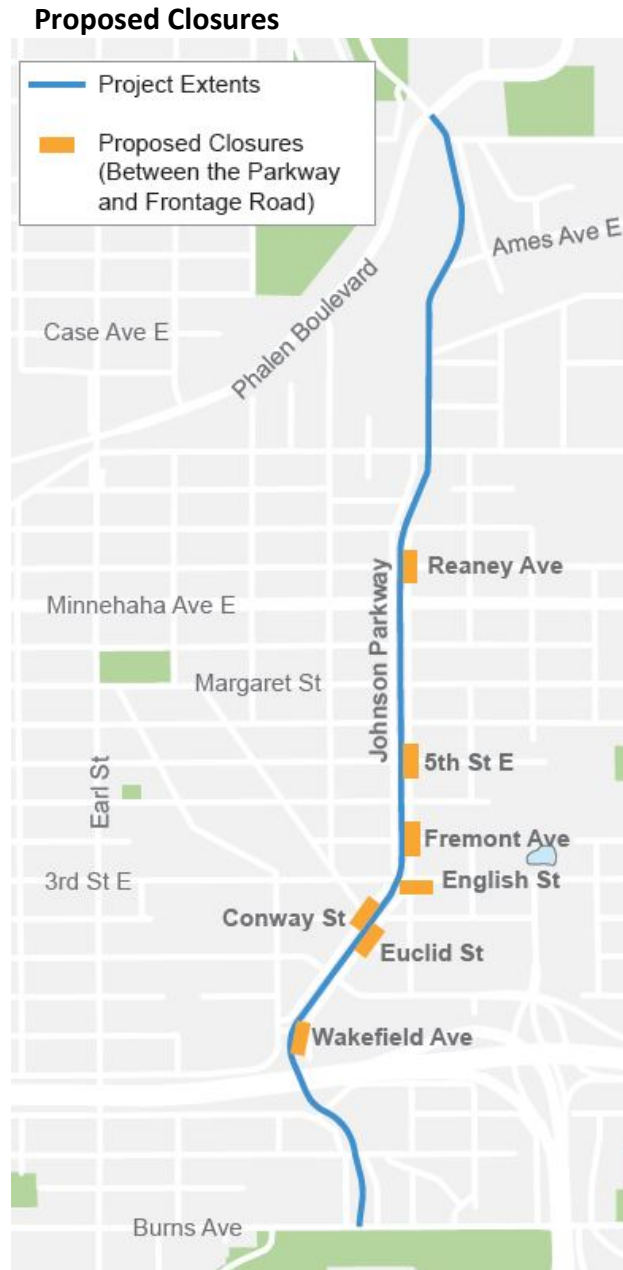 Proposed Closures
Project Extents
Proposed Closures
(Between the Parkway
and Frontage Road)
Ames Ave E
Phalen Boulevard
Case Ave E
Johnson Parkway
Reaney Ave
Minnehaha Ave E
Margaret St
5th St E
Earl St
Fremont Ave
3rd St E
English St
Conway St
Euclid St
Wakefield Ave
Burns Ave